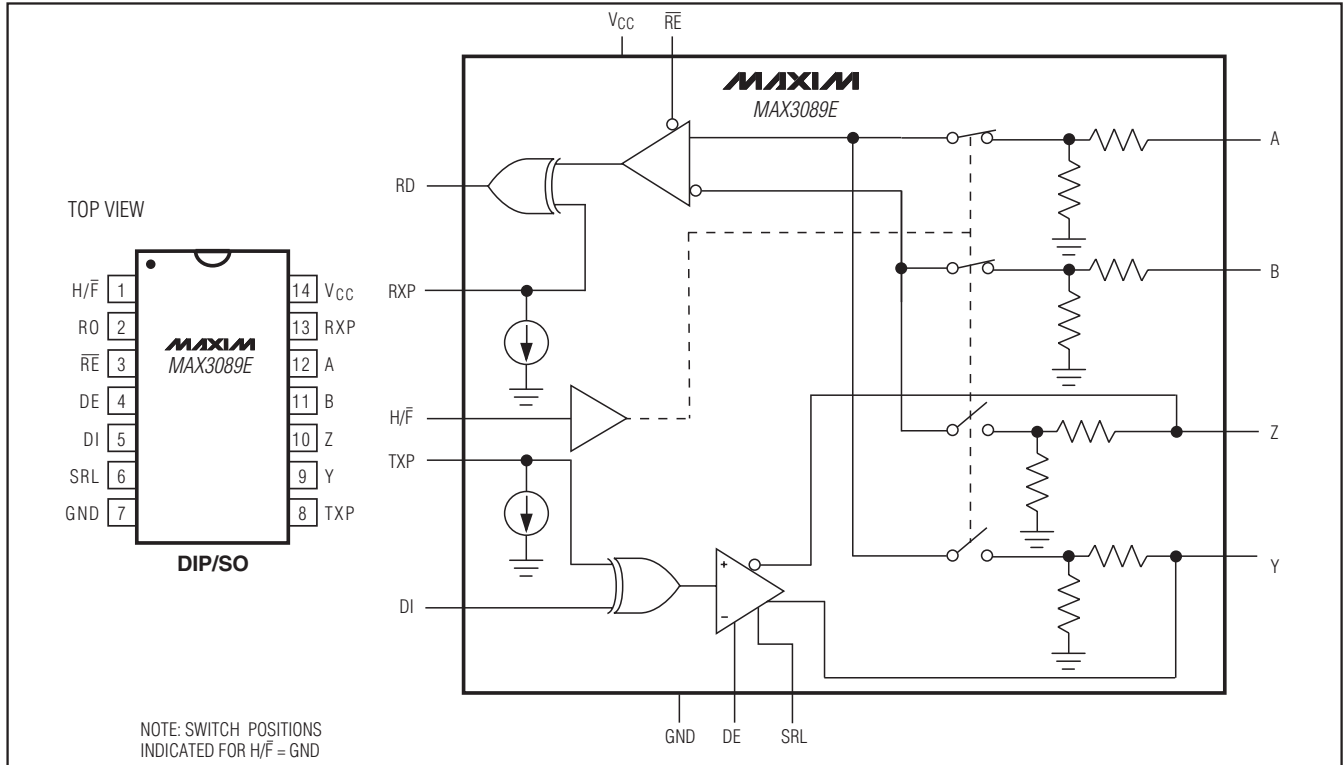 TOP VIEW
H/F̅ 1
RO 2
R̅E̅ 3
DE 4
DI 5
SRL 6
GND 7
MAXIM
MAX3089E
14 VCC
13 RXP
12 A
11 B
10 Z
9 Y
8 TXP
DIP/SO
NOTE: SWITCH POSITIONS
INDICATED FOR H/F̅ = GND
VCC
R̅E̅
MAXIM
MAX3089E
RD
RXP
H/F̅
TXP
DI
+
−
A
B
Z
Y
GND
DE
SRL